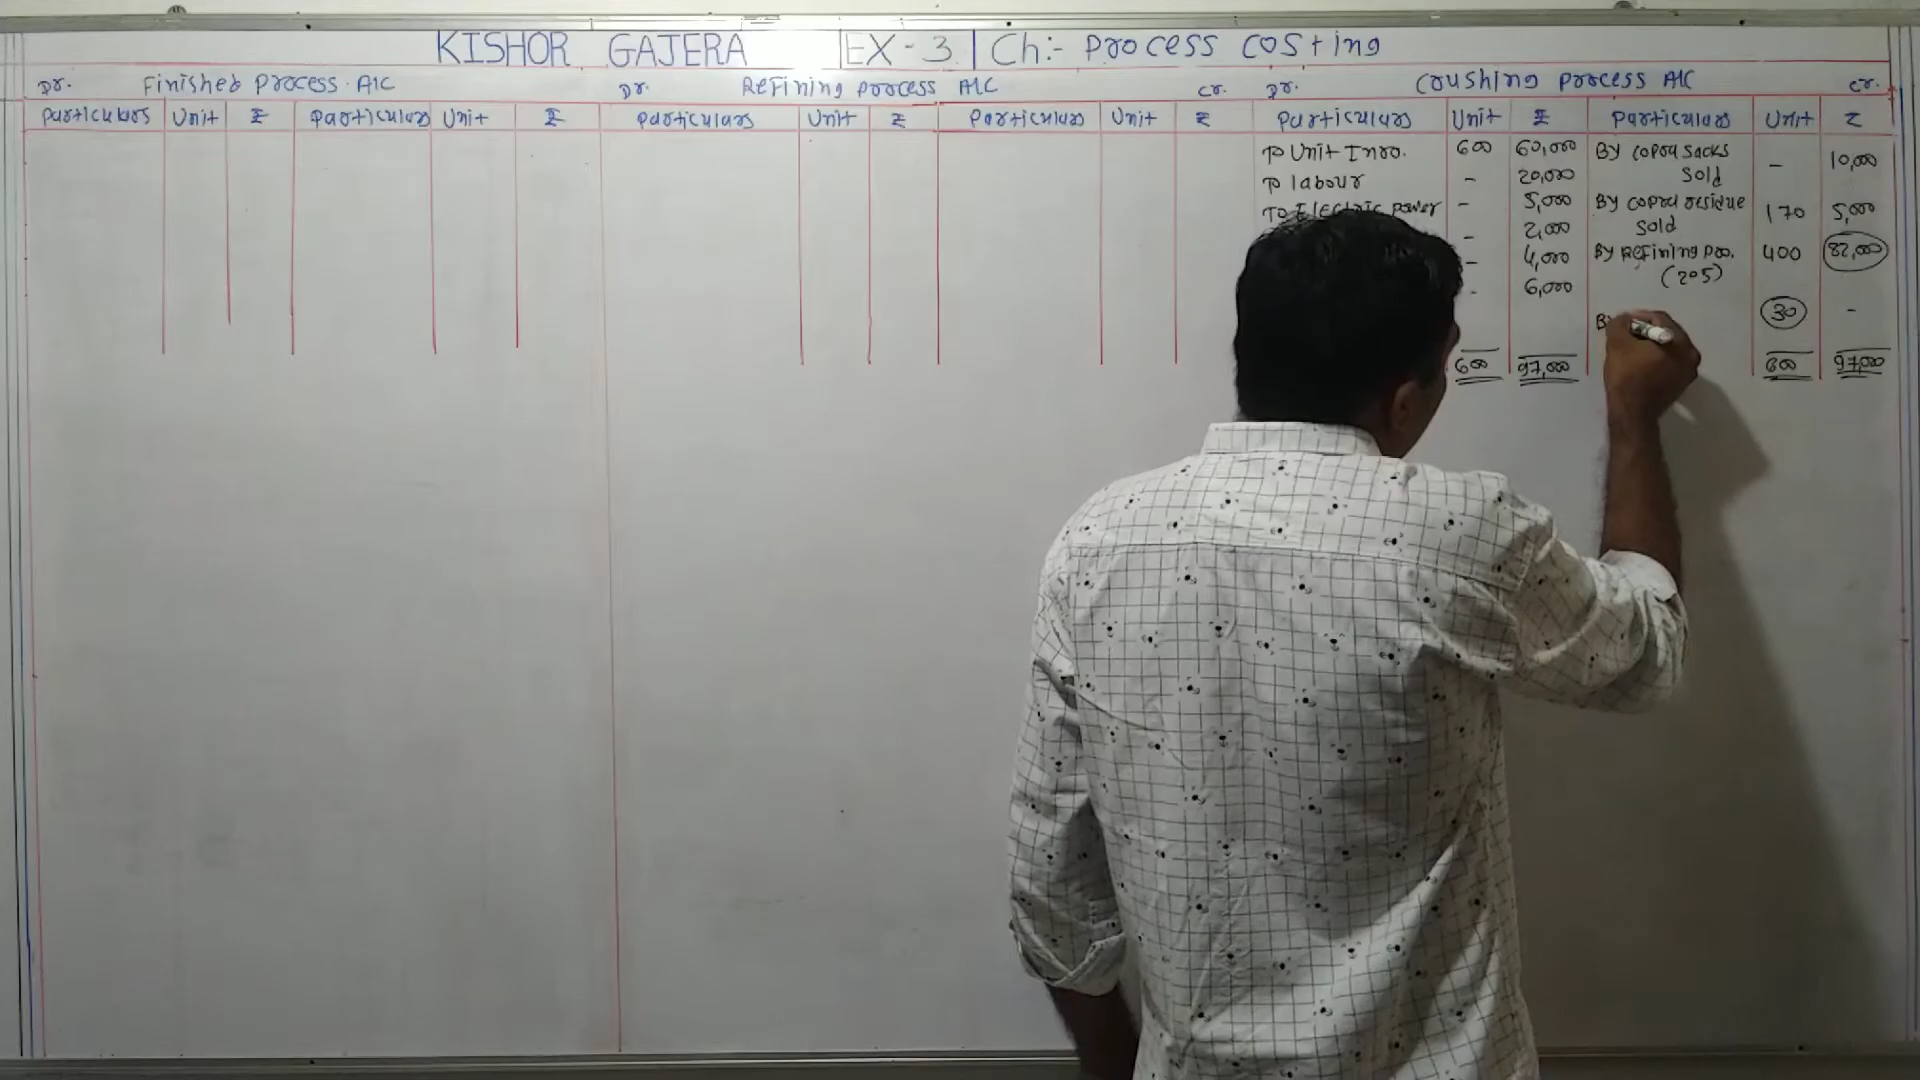 KISHOR GAJERA EX-3 Ch:- Process Costing
Dr. Finished Process A/C
Particulars Unit ₹ Particulars Unit ₹
Dr. Refining process A/C Cr.
Particulars Unit ₹ Particulars Unit ₹
Dr. Crushing Process A/C Cr.
Particulars Unit ₹ Particulars Unit ₹
To Unit Intro. 600 60,000 By copra sacks
sold - 10,000
To labour - 20,000
To Electric power - 5,000 By copra residue
sold 170 5,000
- 2,000
- 4,000 By Refining pro. 400 82,000
(205)
- 6,000
By 30 -
600 97,000 600 97,000